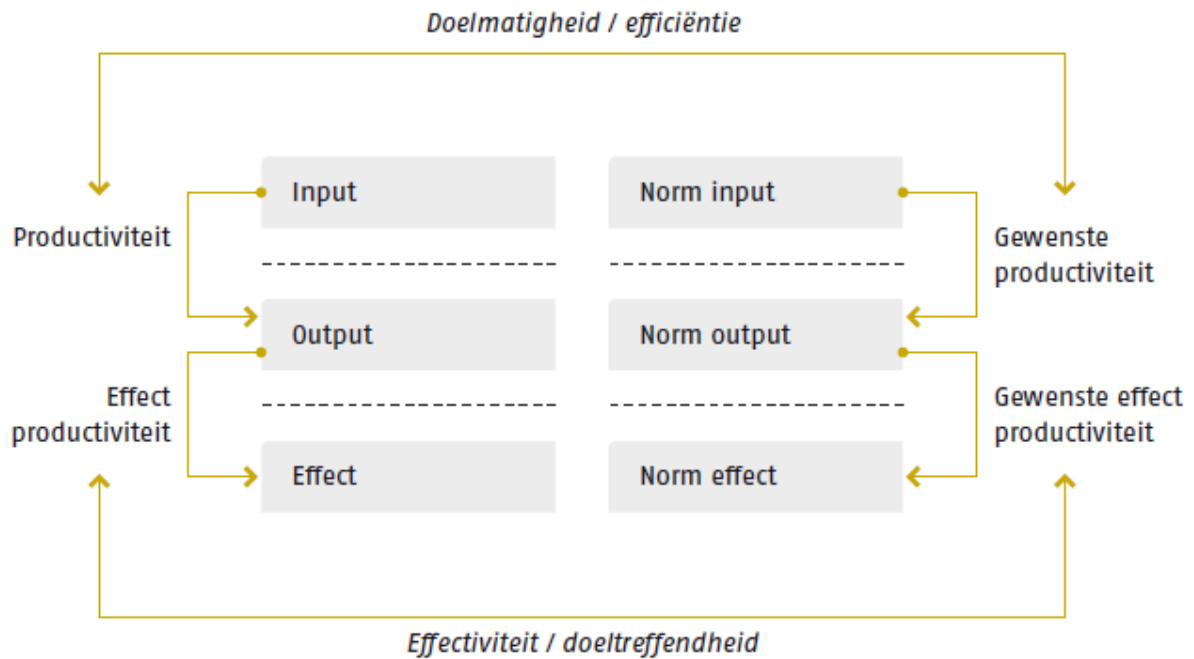 Doelmatigheid / efficiëntie
Input
Norm input
Productiviteit
Gewenste
productiviteit
Output
Norm output
Effect
productiviteit
Gewenste effect
productiviteit
Effect
Norm effect
Effectiviteit / doeltreffendheid